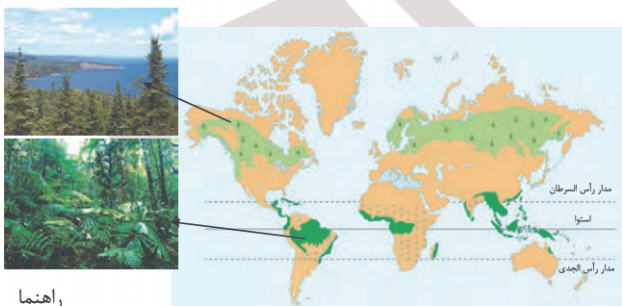 مدار رأس السرطان
استوا
مدار رأس الجدی
راهنما